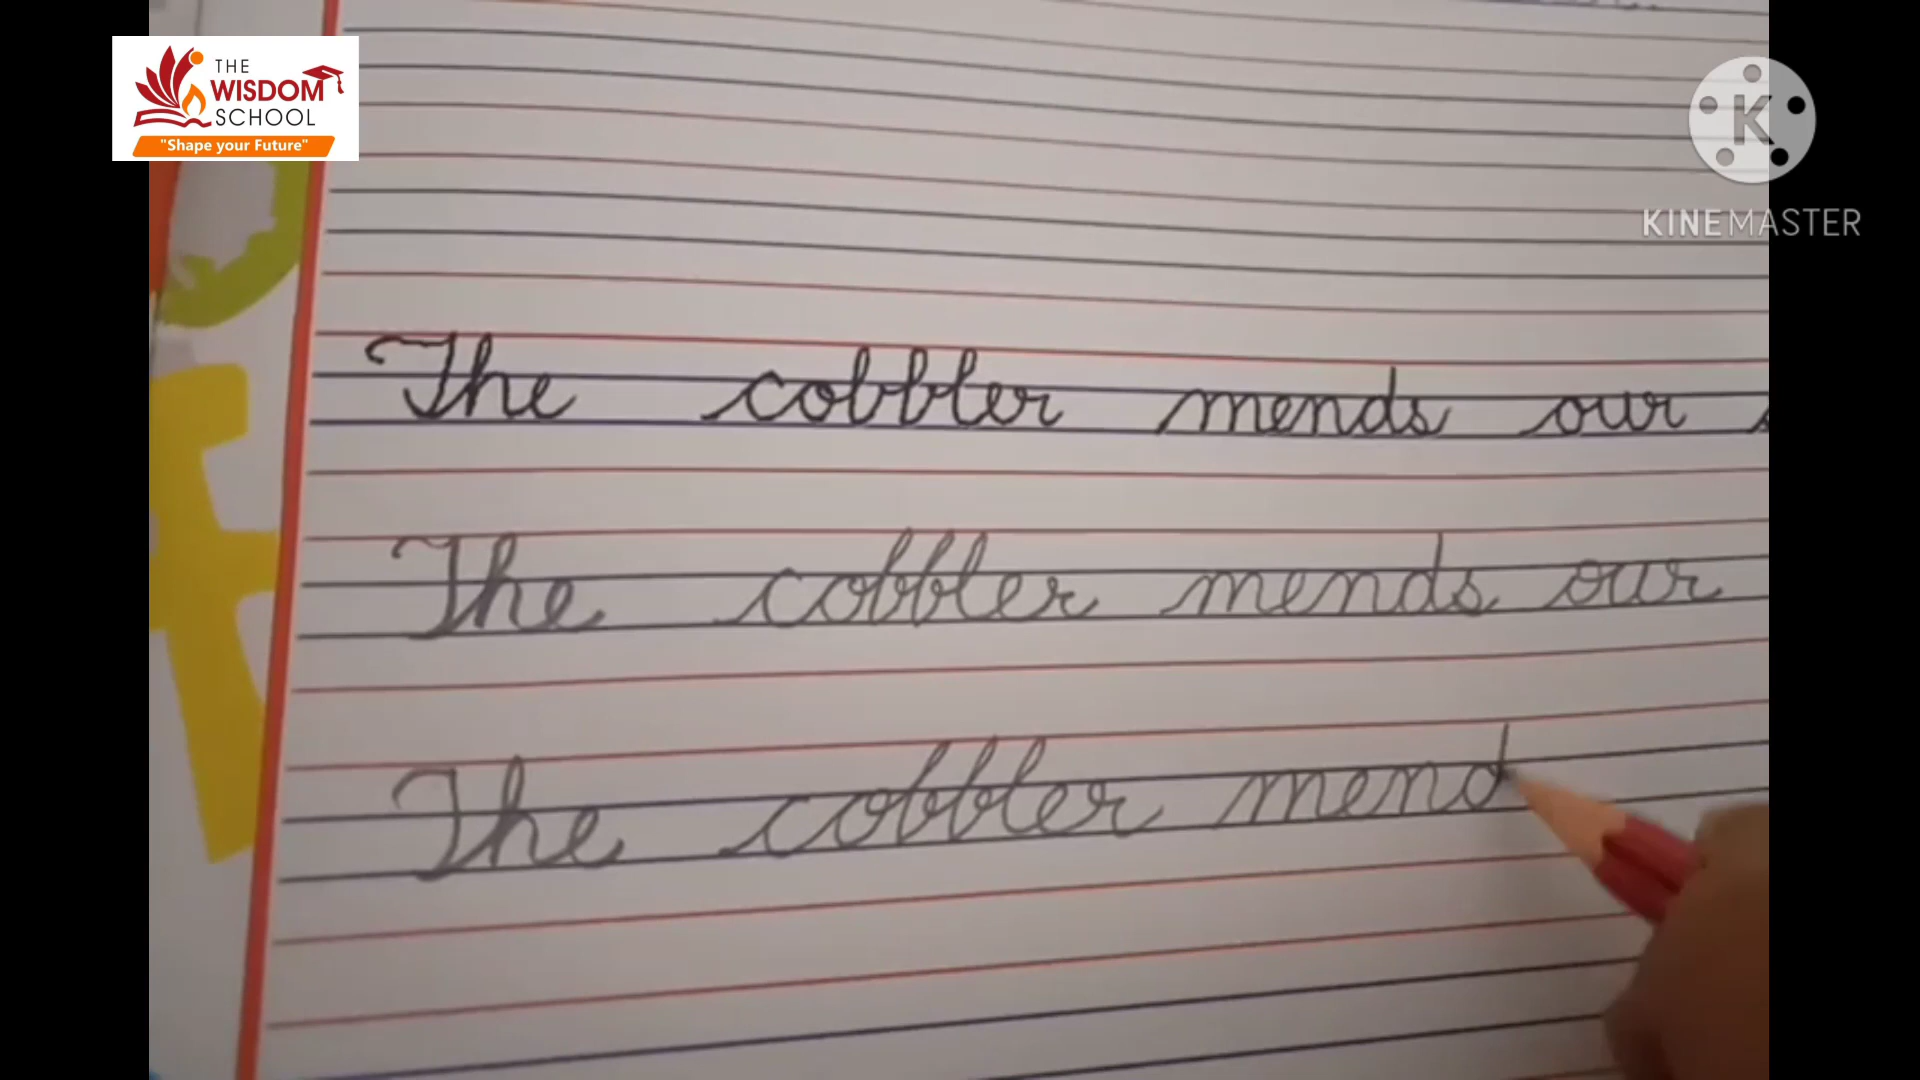 THE
WISDOM
SCHOOL
"Shape your Future"
K
KINEMASTER
The cobbler mends our
The cobbler mends our
The cobbler mend